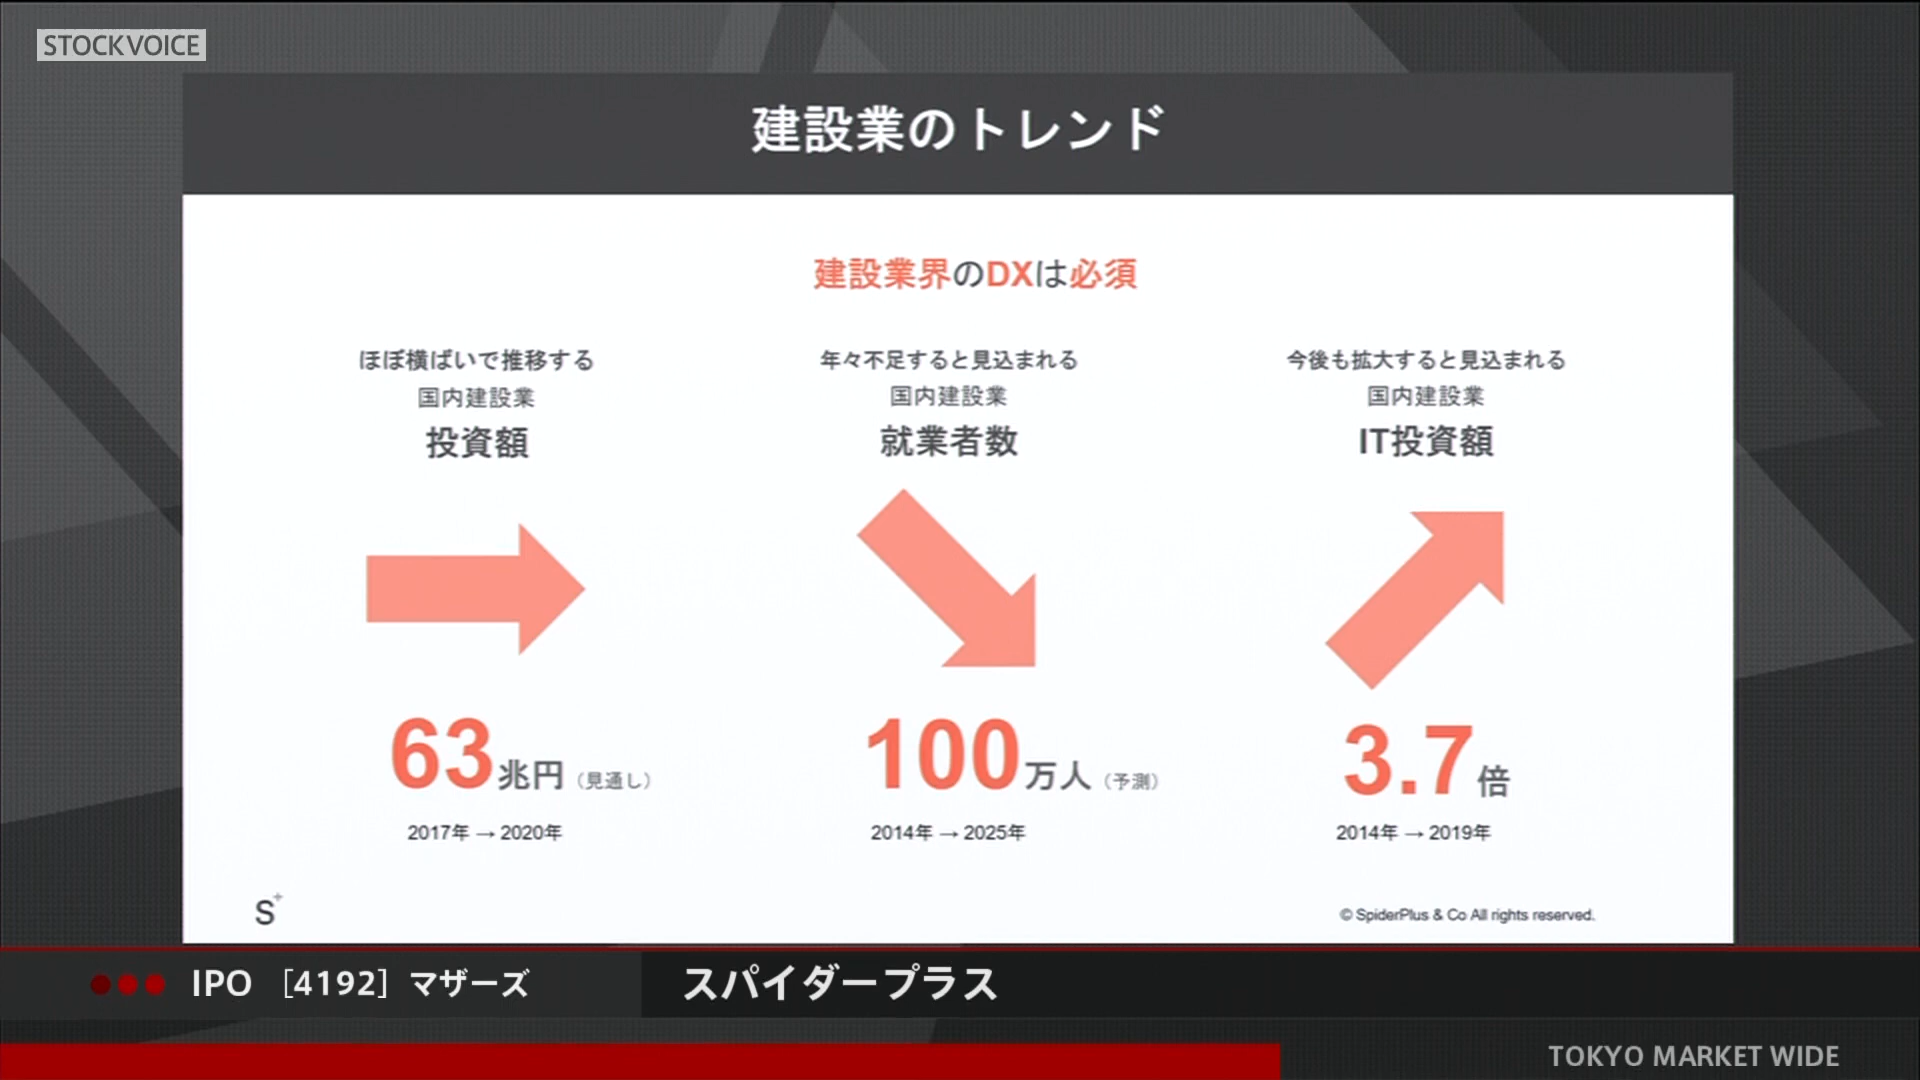 STOCKVOICE
建設業のトレンド
建設業界のDXは必須
ほぼ横ばいで推移する
国内建設業
投資額
63兆円（見通し）
2017年 → 2020年
年々不足すると見込まれる
国内建設業
就業者数
100万人（予測）
2014年 → 2025年
今後も拡大すると見込まれる
国内建設業
IT投資額
3.7倍
2014年 → 2019年
S+
© SpiderPlus & Co All rights reserved.
IPO ［4192］ マザーズ
スパイダープラス
TOKYO MARKET WIDE